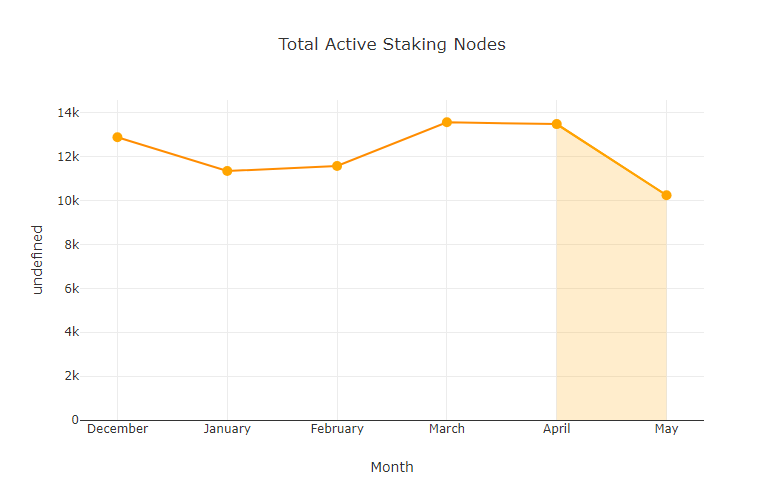 Total Active Staking Nodes
undefined
14k
12k
10k
8k
6k
4k
2k
0
December January February March April May
Month